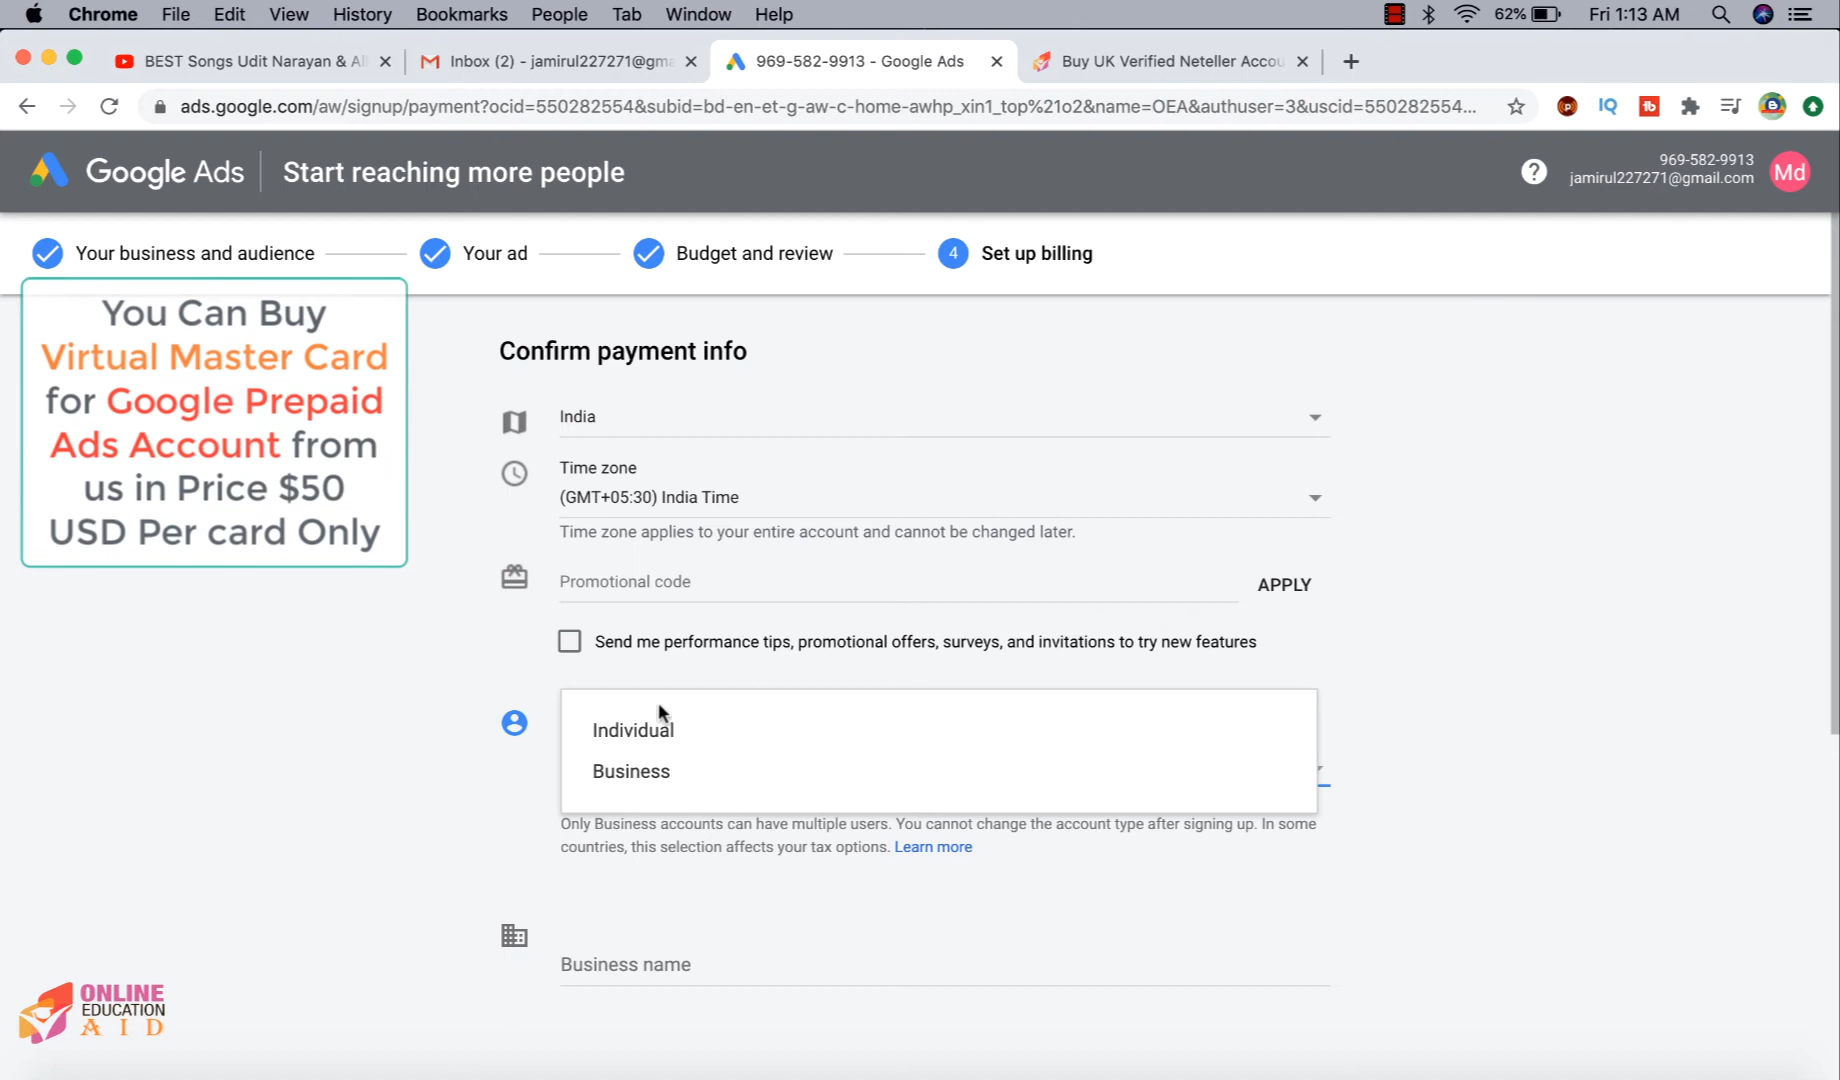 Chrome File Edit View History Bookmarks People Tab Window Help 62% Fri 1:13 AM
BEST Songs Udit Narayan & Al Inbox (2) - jamirul227271@gma 969-582-9913 - Google Ads Buy UK Verified Neteller Accou
ads.google.com/aw/signup/payment?ocid=550282554&subid=bd-en-et-g-aw-c-home-awhp_xin1_top%21o2&name=OEA&authuser=3&uscid=550282554...
IQ
tb
Google Ads Start reaching more people
969-582-9913
jamirul227271@gmail.com
Md
Your business and audience Your ad Budget and review 4 Set up billing
You Can Buy
Virtual Master Card
for Google Prepaid
Ads Account from
us in Price $50
USD Per card Only
Confirm payment info
India
Time zone
(GMT+05:30) India Time
Time zone applies to your entire account and cannot be changed later.
Promotional code APPLY
Send me performance tips, promotional offers, surveys, and invitations to try new features
Individual
Business
Only Business accounts can have multiple users. You cannot change the account type after signing up. In some
countries, this selection affects your tax options. Learn more
Business name
ONLINE
EDUCATION
AID